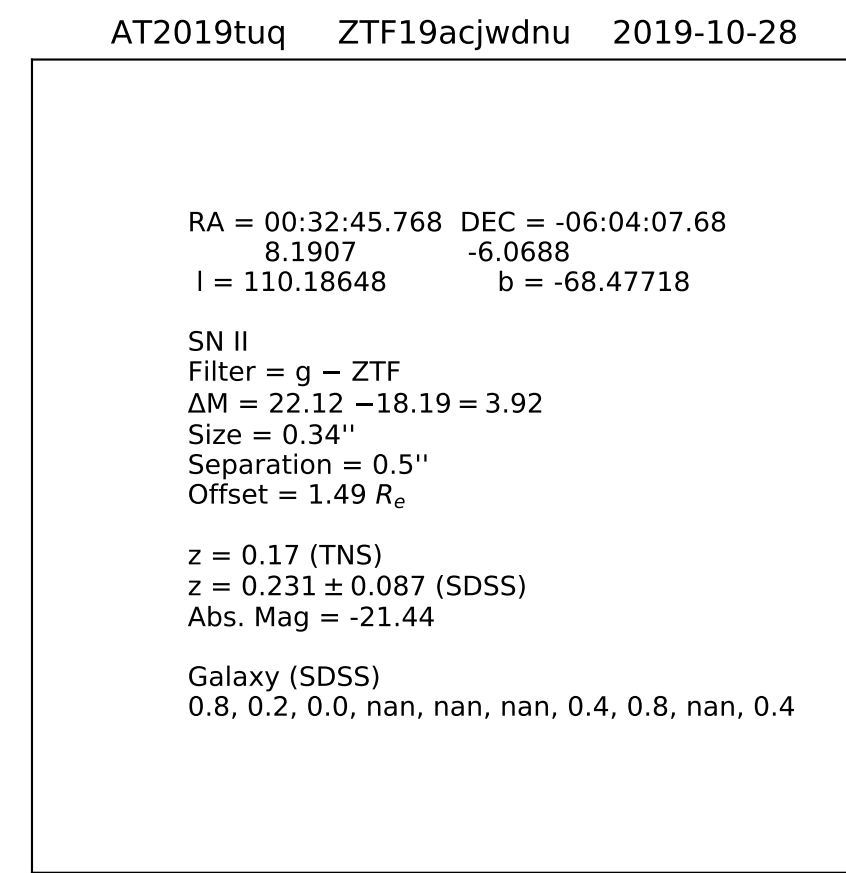 AT2019tuq ZTF19acjwdnu 2019-10-28
RA = 00:32:45.768 DEC = -06:04:07.68
8.1907 -6.0688
l = 110.18648 b = -68.47718
SN II
Filter = g − ZTF
ΔM = 22.12 −18.19 = 3.92
Size = 0.34''
Separation = 0.5''
Offset = 1.49 Re
z = 0.17 (TNS)
z = 0.231 ± 0.087 (SDSS)
Abs. Mag = -21.44
Galaxy (SDSS)
0.8, 0.2, 0.0, nan, nan, nan, 0.4, 0.8, nan, 0.4